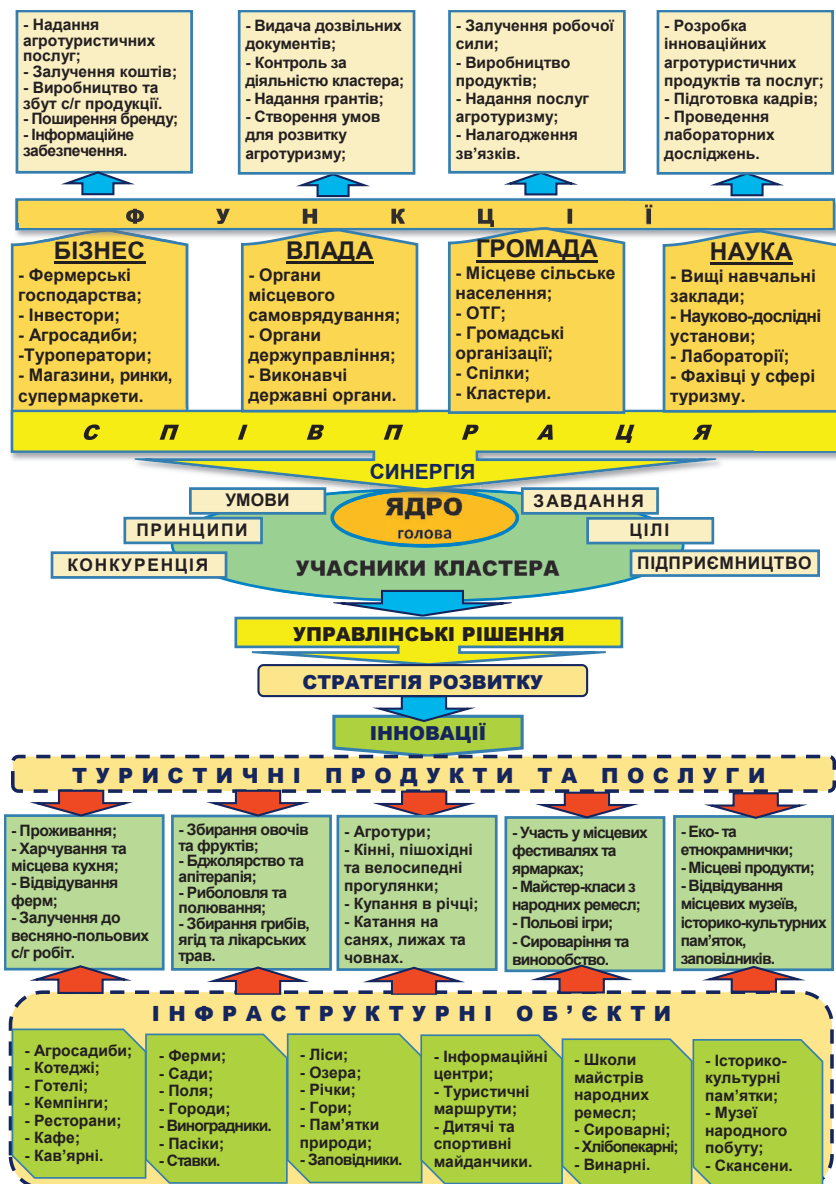 - Надання
агротуристичних
послуг;
- Залучення коштів;
- Виробництво та
збут с/г продукції.
- Поширення бренду;
- Інформаційне
забезпечення.
- Видача дозвільних
документів;
- Контроль за
діяльністю кластера;
- Надання грантів;
- Створення умов
для розвитку
агротуризму;
- Залучення робочої
сили;
- Виробництво
продуктів;
- Надання послуг
агротуризму;
- Налагодження
зв’язків.
- Розробка
інноваційних
агротуристичних
продуктів та послуг;
- Підготовка кадрів;
- Проведення
лабораторних
досліджень.
Ф У Н К Ц І Ї
БІЗНЕС
- Фермерські
господарства;
- Інвестори;
- Агросадиби;
-Туроператори;
- Магазини, ринки,
супермаркети.
ВЛАДА
- Органи
місцевого
самоврядування;
- Органи
держуправління;
- Виконавчі
державні органи.
ГРОМАДА
- Місцеве сільське
населення;
- ОТГ;
- Громадські
організації;
- Спілки;
- Кластери.
НАУКА
- Вищі навчальні
заклади;
- Науково-дослідні
установи;
- Лабораторії;
- Фахівці у сфері
туризму.
С П І В П Р А Ц Я
СИНЕРГІЯ
ЯДРО
голова
УМОВИ
ПРИНЦИПИ
КОНКУРЕНЦІЯ
ЗАВДАННЯ
ЦІЛІ
ПІДПРИЄМНИЦТВО
УЧАСНИКИ КЛАСТЕРА
УПРАВЛІНСЬКІ РІШЕННЯ
СТРАТЕГІЯ РОЗВИТКУ
ІННОВАЦІЇ
ТУРИСТИЧНІ ПРОДУКТИ ТА ПОСЛУГИ
- Проживання;
- Харчування та
місцева кухня;
- Відвідування
ферм;
- Залучення до
весняно-польових
с/г робіт.
- Збирання овочів
та фруктів;
- Бджолярство та
апітерапія;
- Риболовля та
полювання;
- Збирання грибів,
ягід та лікарських
трав.
- Агротури;
- Кінні, пішохідні
та велосипедні
прогулянки;
- Купання в річці;
- Катання на
санях, лижах та
човнах.
- Участь у місцевих
фестивалях та
ярмарках;
- Майстер-класи з
народних ремесл;
- Польові ігри;
- Сироваріння та
виноробство.
- Еко- та
етнокрамнички;
- Місцеві продукти;
- Відвідування
місцевих музеїв,
історико-культурних
пам’яток,
заповідників.
ІНФРАСТРУКТУРНІ ОБ’ЄКТИ
- Агросадиби;
- Котеджі;
- Готелі;
- Кемпінги;
- Ресторани;
- Кафе;
- Кав’ярні.
- Ферми;
- Сади;
- Поля;
- Городи;
- Виноградники.
- Пасіки;
- Ставки.
- Ліси;
- Озера;
- Річки;
- Гори;
- Пам’ятки
природи;
- Заповідники.
- Інформаційні
центри;
- Туристичні
маршрути;
- Дитячі та
спортивні
майданчики.
- Школи
майстрів
народних
ремесл;
- Сироварні;
- Хлібопекарні;
- Винарні.
- Історико-
культурні
пам’ятки;
- Музеї
народного
побуту;
- Скансени.